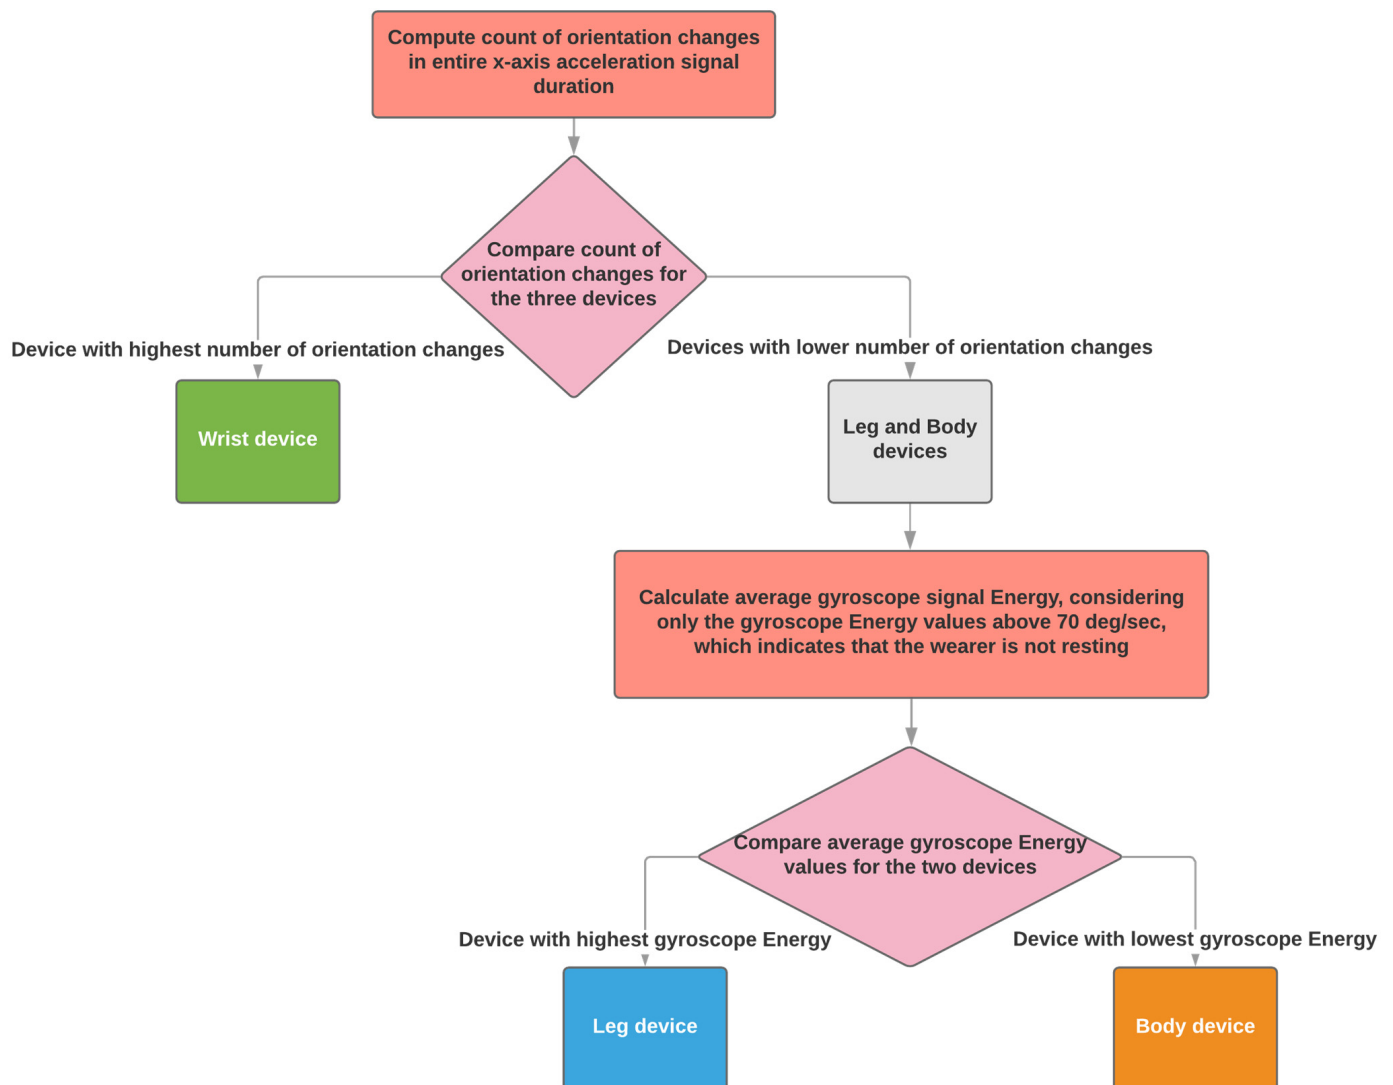 Compute count of orientation changes
in entire x-axis acceleration signal
duration
Compare count of
orientation changes for
the three devices
Device with highest number of orientation changes
Devices with lower number of orientation changes
Wrist device
Leg and Body
devices
Calculate average gyroscope signal Energy, considering
only the gyroscope Energy values above 70 deg/sec,
which indicates that the wearer is not resting
Compare average gyroscope Energy
values for the two devices
Device with highest gyroscope Energy
Device with lowest gyroscope Energy
Leg device
Body device